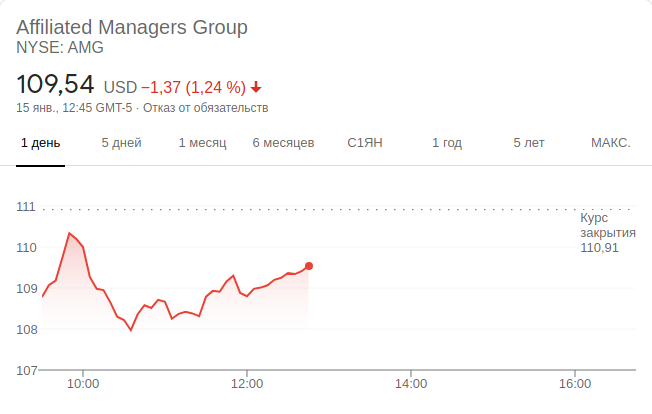 Affiliated Managers Group
NYSE: AMG
109,54 USD −1,37 (1,24 %)
15 янв., 12:45 GMT-5 · Отказ от обязательств
1 день 5 дней 1 месяц 6 месяцев С1ЯН 1 год 5 лет МАКС.
111
Курс
закрытия
110 110,91
109
108
107
10:00 12:00 14:00 16:00